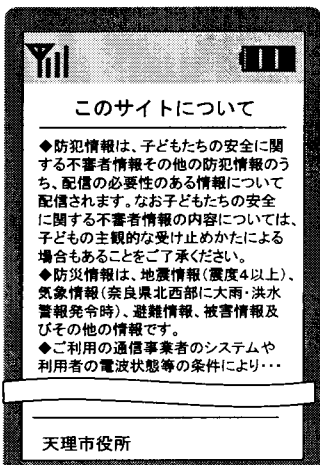 このサイトについて
◆防犯情報は、子どもたちの安全に関
する不審者情報その他の防犯情報のう
ち、配信の必要性のある情報について
配信されます。なお子どもたちの安全
に関する不審者情報の内容については、
子どもの主観的な受け止めかたによる
場合もあることをご了承ください。
◆防災情報は、地震情報(震度4以上)、
気象情報(奈良県北西部に大雨・洪水
警報発令時)、避難情報、被害情報及
びその他の情報です。
◆ご利用の通信事業者のシステムや
利用者の電波状態等の条件により・・・
天理市役所